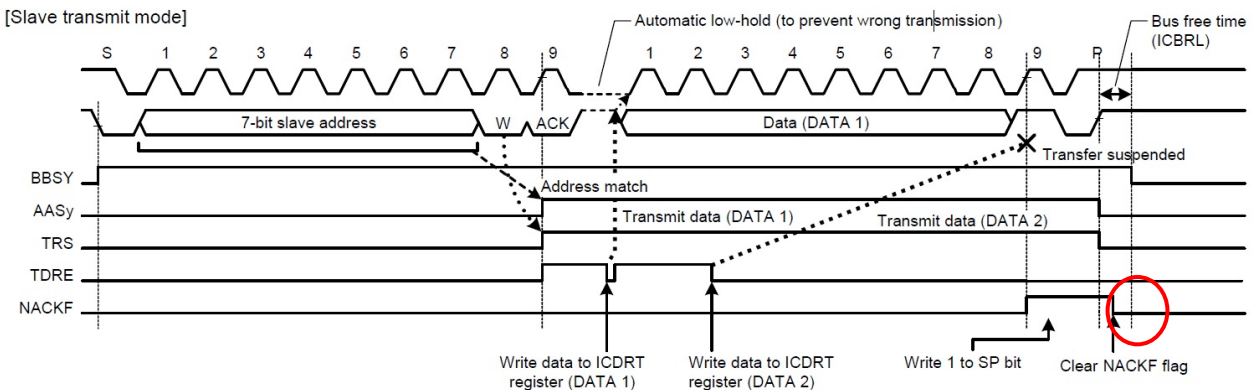 [Slave transmit mode]
Automatic low-hold (to prevent wrong transmission)
Bus free time
(ICBRL)
S 1 2 3 4 5 6 7 8 9 1 2 3 4 5 6 7 8 9 P
7-bit slave address W ACK Data (DATA 1)
Transfer suspended
BBSY
Address match
AASy
Transmit data (DATA 1) Transmit data (DATA 2)
TRS
TDRE
NACKF
Write data to ICDRT
register (DATA 1)
Write data to ICDRT
register (DATA 2)
Write 1 to SP bit
Clear NACKF flag